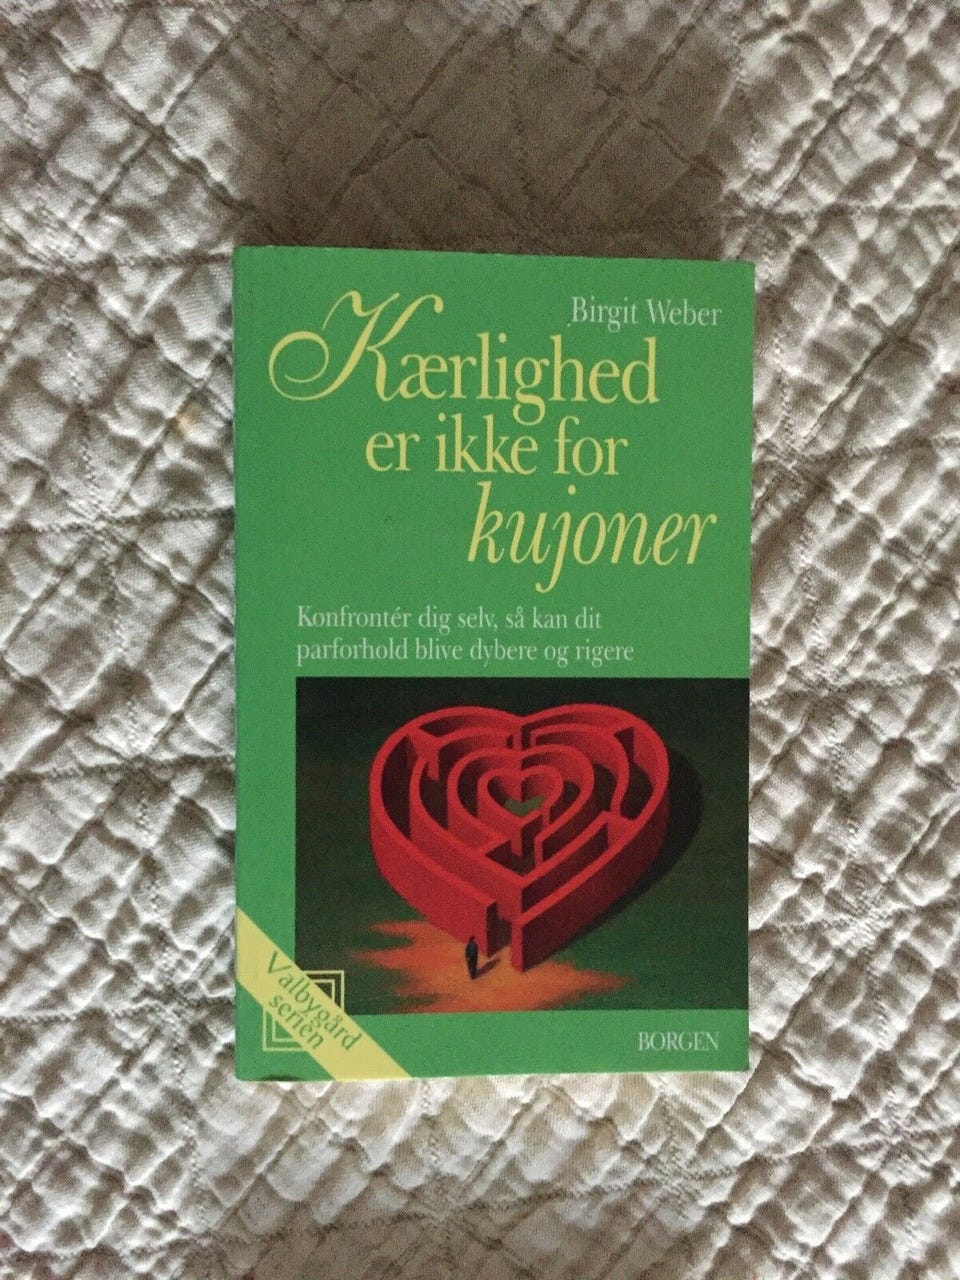 Birgit Weber
Kærlighed
er ikke for
kujoner
Konfrontér dig selv, så kan dit
parforhold blive dybere og rigere
Valbygård
serien
BORGEN